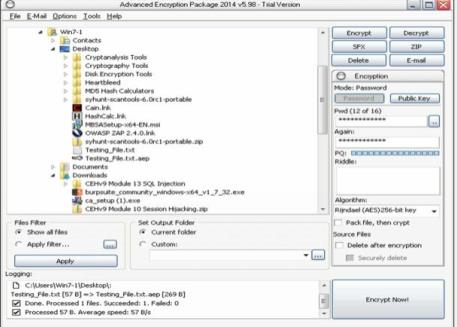 Advanced Encryption Package 2014 v5.98 - Trial Version
File E-Mail Options Tools Help
Win7-1
Contacts
Desktop
Cryptanalysis Tools
Cryptography Tools
Disk Encryption Tools
Heartbleed
MD5 Hash Calculators
syhunt-scantools-6.0rc1-portable
Cain.lnk
HashCalc.lnk
MBSASetup-x64-EN.msi
OWASP ZAP 2.4.0.lnk
syhunt-scantools-6.0rc1-portable.zip
Testing_File.txt
Testing_File.txt.aep
Documents
Downloads
CEHv9 Module 13 SQL Injection
burpsuite_community_windows-x64_v1_7_32.exe
ca_setup (1).exe
CEHv9 Module 10 Session Hijacking.zip
Encrypt Decrypt
SFX ZIP
Delete E-mail
Encryption
Mode: Password
Password Public Key
Pwd (12 of 16)
************
...
Again:
************
PQ:
Riddle:
Algorithm:
Rijndael (AES)256-bit key
Pack file, then crypt
Source Files
Delete after encryption
Securely delete
Files Filter
Show all files
Apply filter... ...
Apply
Set Output Folder
Current folder
Custom:
...
Logging:
C:\Users\Win7-1\Desktop\:
Testing_File.txt [57 B] => Testing_File.txt.aep [269 B]
Done. Processed 1 files. Succeeded: 1. Failed: 0
Processed 57 B. Average speed: 57 B/s
Encrypt Now!